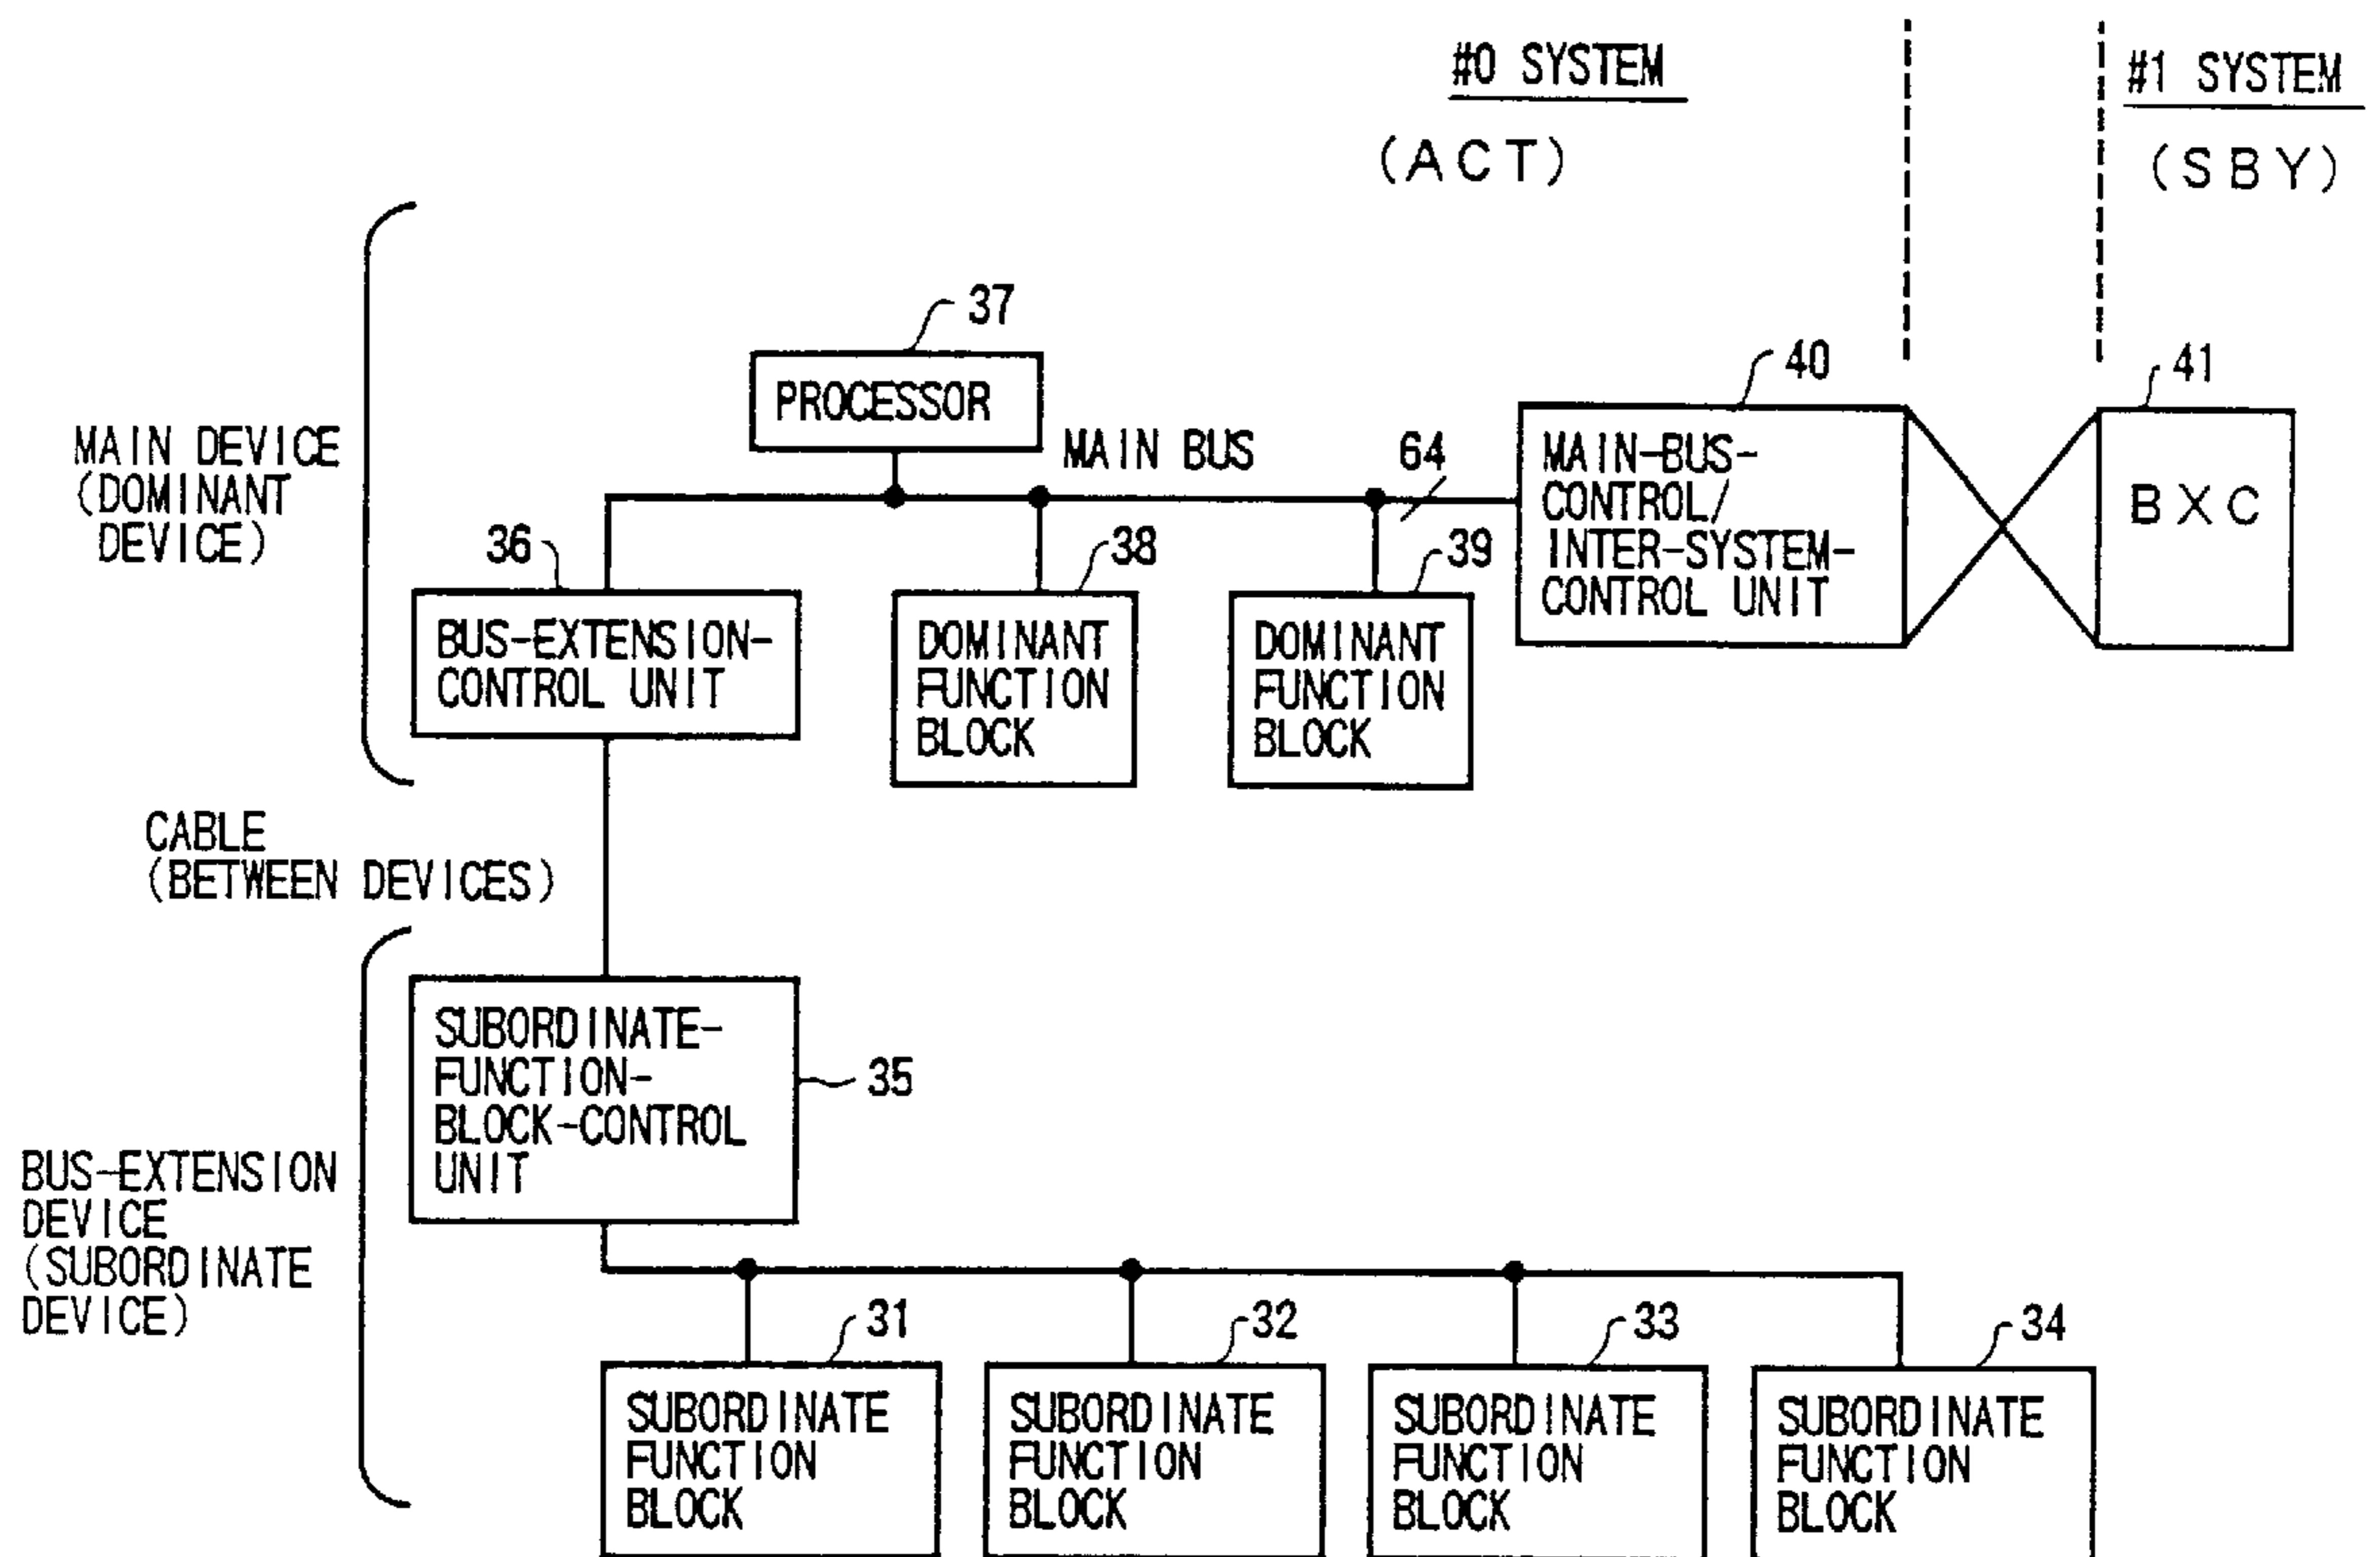 #0 SYSTEM
(ACT)
#1 SYSTEM
(SBY)
MAIN DEVICE
(DOMINANT
DEVICE)
37
PROCESSOR
MAIN BUS
64
40
MAIN-BUS-
CONTROL/
INTER-SYSTEM-
CONTROL UNIT
41
BXC
36
BUS-EXTENSION-
CONTROL UNIT
38
DOMINANT
FUNCTION
BLOCK
39
DOMINANT
FUNCTION
BLOCK
CABLE
(BETWEEN DEVICES)
BUS-EXTENSION
DEVICE
(SUBORDINATE
DEVICE)
SUBORDINATE-
FUNCTION-
BLOCK-CONTROL
UNIT
35
31
SUBORDINATE
FUNCTION
BLOCK
32
SUBORDINATE
FUNCTION
BLOCK
33
SUBORDINATE
FUNCTION
BLOCK
34
SUBORDINATE
FUNCTION
BLOCK